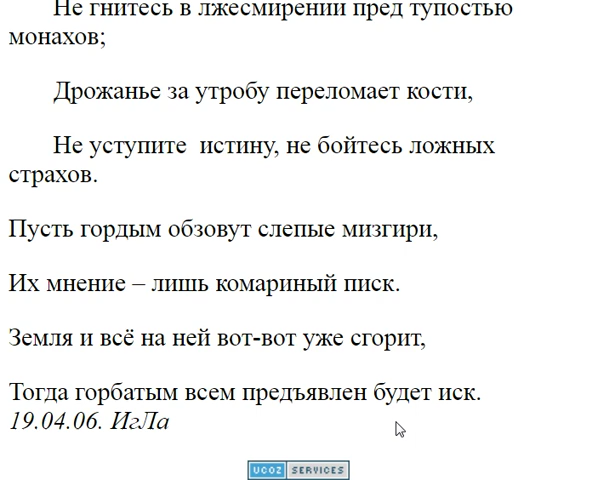 Не гнитесь в лжесмирении пред тупостью
монахов;
Дрожанье за утробу переломает кости,
Не уступите истину, не бойтесь ложных
страхов.
Пусть гордым обзовут слепые мизгири,
Их мнение – лишь комариный писк.
Земля и всё на ней вот-вот уже сгорит,
Тогда горбатым всем предъявлен будет иск.
19.04.06. ИгЛа
UCOZ SERVICES